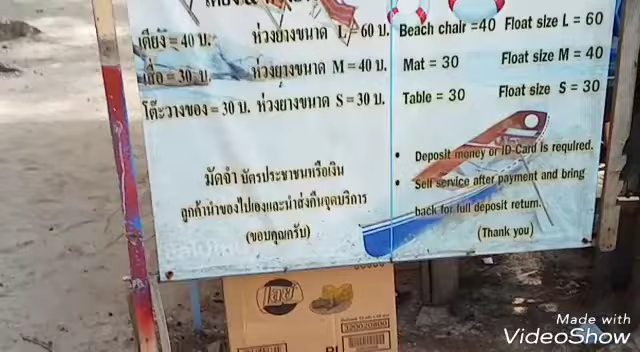 เตียง = 40 บ. ห่วงยางขนาด L = 60 บ. Beach chair =40 Float size L = 60
เสื่อ = 30 บ. ห่วงยางขนาด M = 40 บ. Mat = 30 Float size M = 40
โต๊ะวางของ = 30 บ. ห่วงยางขนาด S = 30 บ. Table = 30 Float size S = 30
มัดจำ บัตรประชาชนหรือเงิน
ลูกค้านำของไปเองและนำส่งคืนจุดบริการ
(ขอบคุณครับ)
• Deposit money or ID-Card is required.
• Self service after payment and bring
back for full deposit return.
(Thank you)
เลย์
320020800
Made with
VideoShow